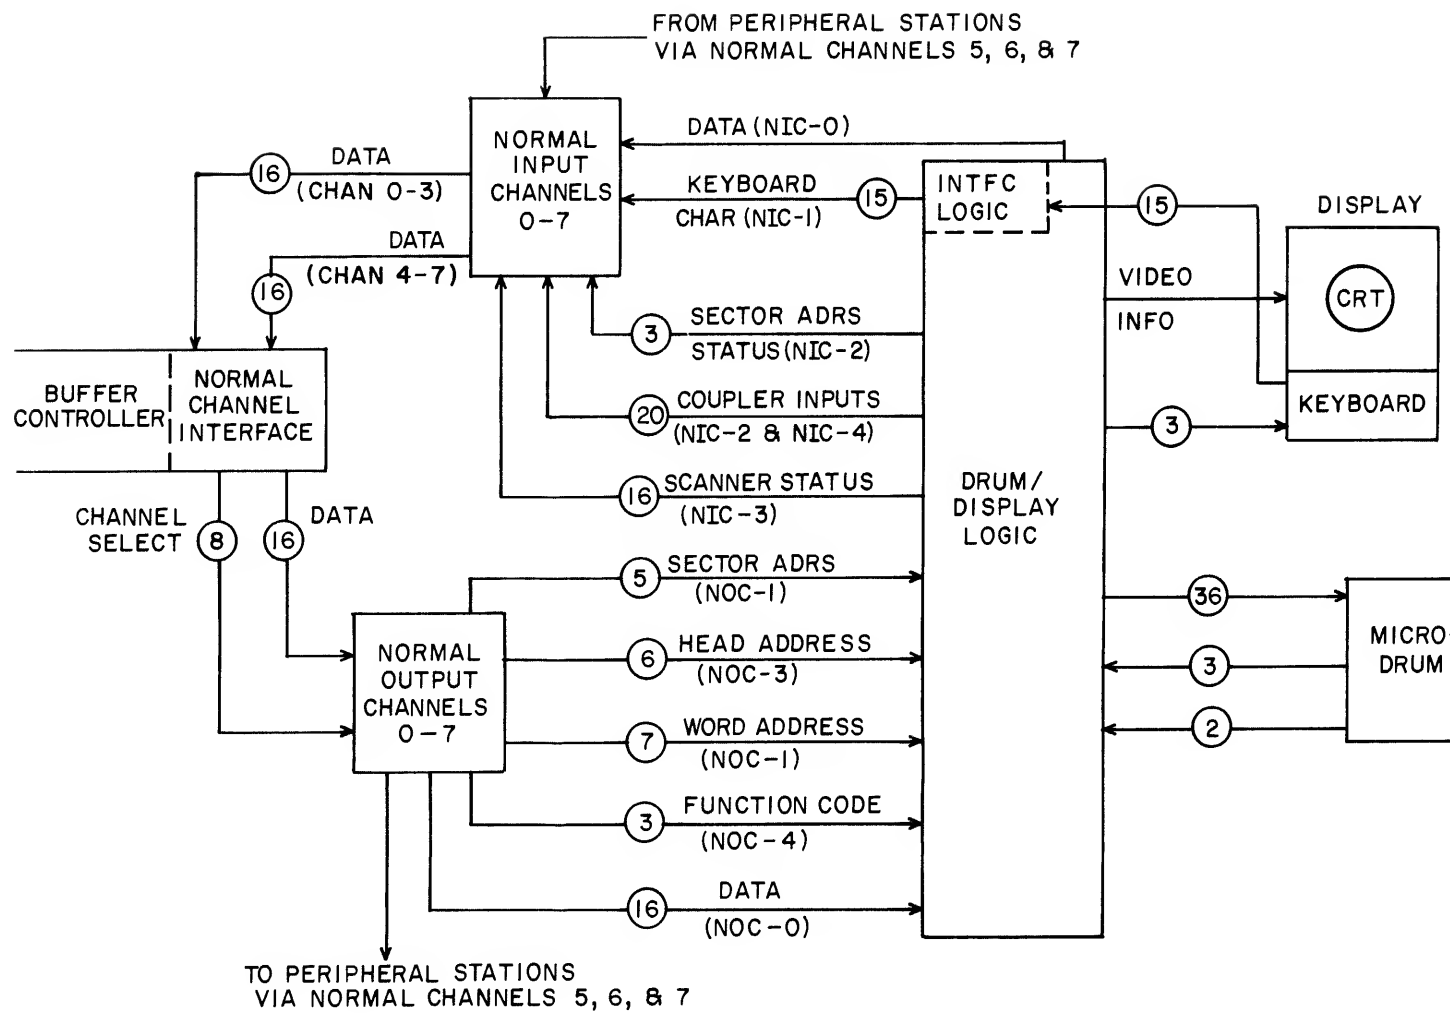 FROM PERIPHERAL STATIONS
VIA NORMAL CHANNELS 5, 6, & 7
NORMAL
INPUT
CHANNELS
0-7
DATA (NIC-0)
16
DATA
(CHAN 0-3)
KEYBOARD
CHAR (NIC-1)
15
INTFC
LOGIC
15
DISPLAY
DATA
(CHAN 4-7)
16
VIDEO
INFO
CRT
3
SECTOR ADRS
STATUS (NIC-2)
BUFFER
CONTROLLER
NORMAL
CHANNEL
INTERFACE
20
COUPLER INPUTS
(NIC-2 & NIC-4)
3
KEYBOARD
16
SCANNER STATUS
(NIC-3)
DRUM/
DISPLAY
LOGIC
CHANNEL
SELECT
8
16
DATA
5
SECTOR ADRS
(NOC-1)
36
NORMAL
OUTPUT
CHANNELS
0-7
6
HEAD ADDRESS
(NOC-3)
3
MICRO-
DRUM
7
WORD ADDRESS
(NOC-1)
2
3
FUNCTION CODE
(NOC-4)
16
DATA
(NOC-0)
TO PERIPHERAL STATIONS
VIA NORMAL CHANNELS 5, 6, & 7